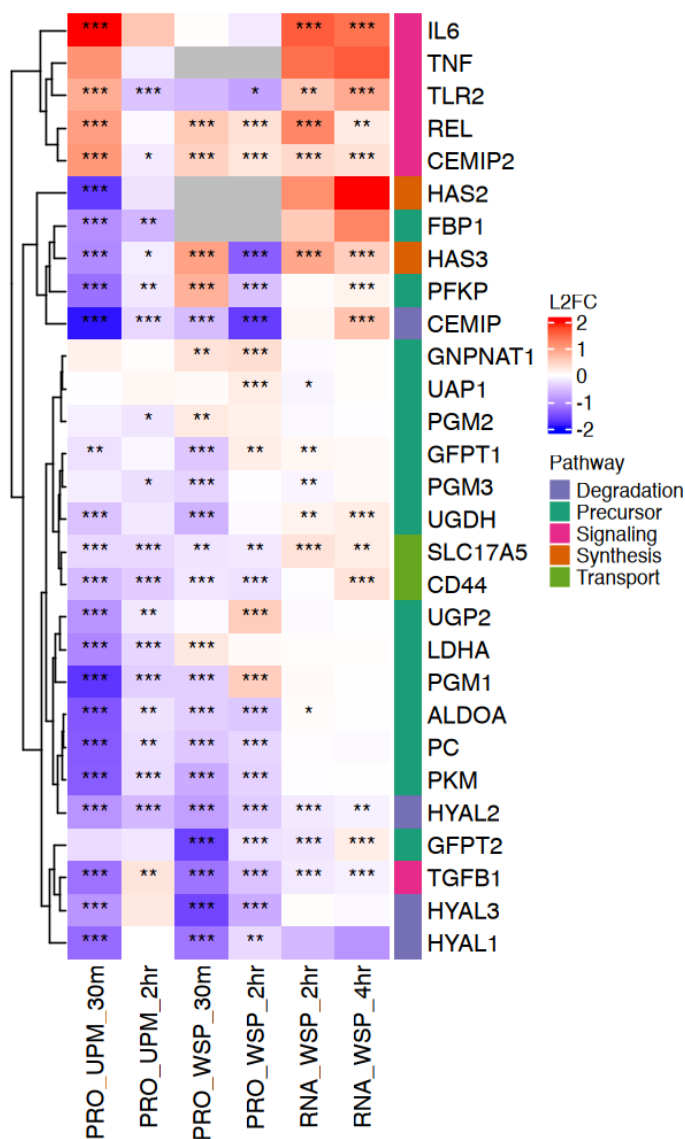 *** *** *** IL6
TNF
*** *** * ** *** TLR2
*** *** *** *** ** REL
*** * *** *** *** *** CEMIP2
*** HAS2
*** ** FBP1
*** * *** *** *** *** HAS3
*** ** *** *** *** PFKP
*** *** *** *** *** CEMIP
** *** GNPNAT1
*** * UAP1
* ** PGM2
** *** ** ** GFPT1
* *** ** PGM3
*** *** ** *** UGDH
*** *** ** ** *** ** SLC17A5
*** *** *** *** *** CD44
*** ** *** UGP2
*** *** *** LDHA
*** *** *** *** PGM1
*** ** *** *** * ALDOA
*** ** *** *** PC
*** *** *** *** PKM
*** *** *** *** *** ** HYAL2
*** *** *** *** GFPT2
*** ** *** *** *** *** TGFB1
*** *** *** HYAL3
*** *** ** HYAL1
PRO_UPM_30m
PRO_UPM_2hr
PRO_WSP_30m
PRO_WSP_2hr
RNA_WSP_2hr
RNA_WSP_4hr
L2FC
2
1
0
-1
-2
Pathway
Degradation
Precursor
Signaling
Synthesis
Transport